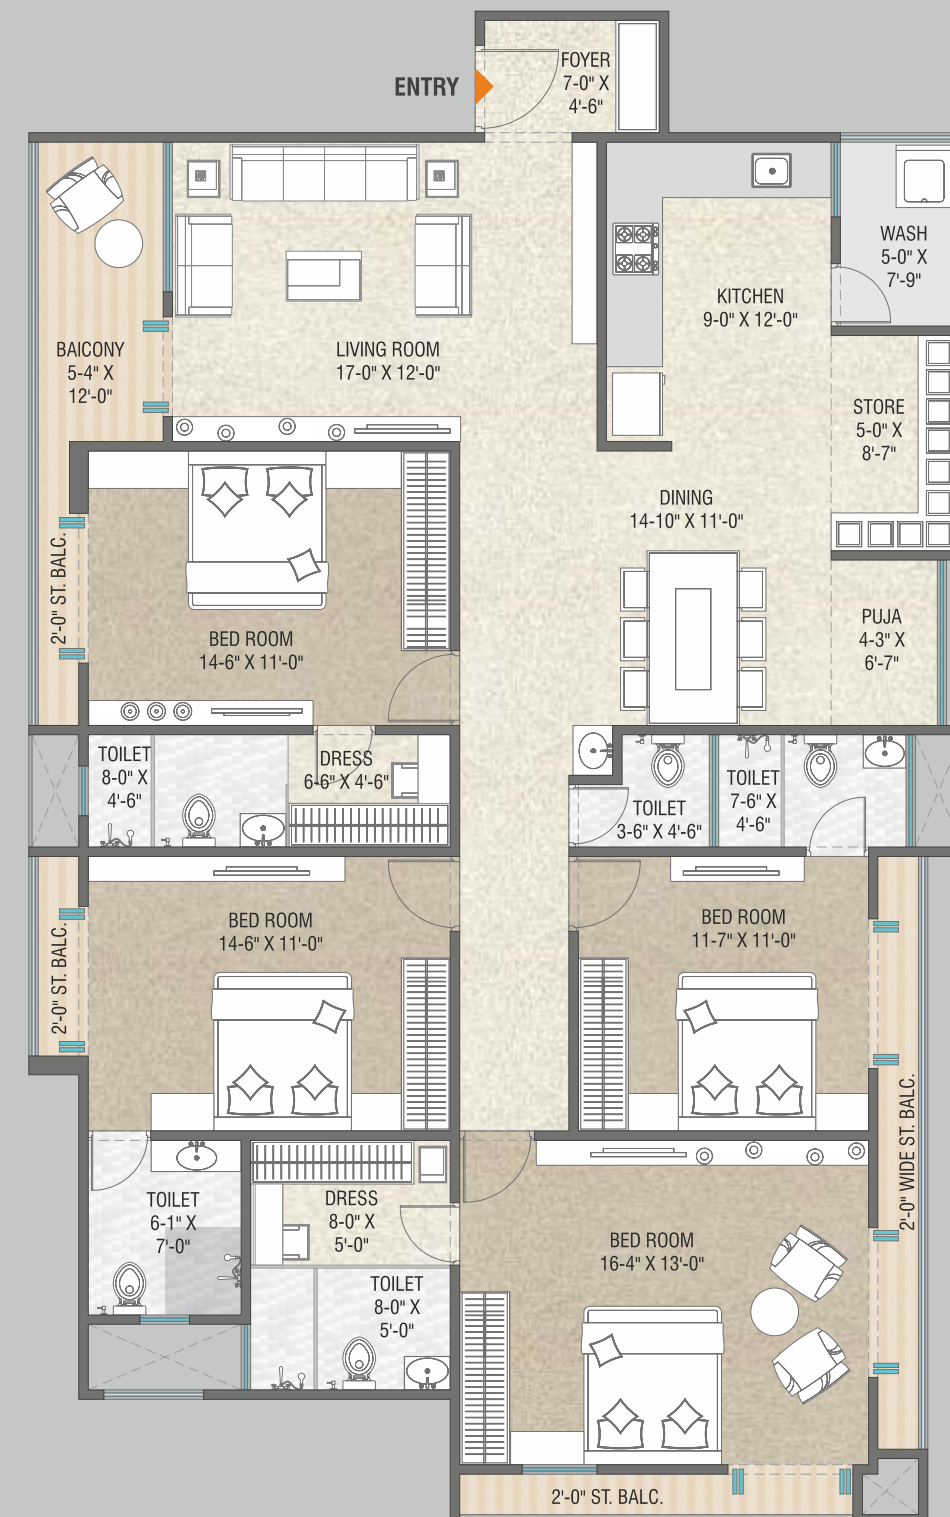 FOYER
7-0" X
4'-6"
ENTRY
WASH
5-0" X
7'-9"
KITCHEN
9-0" X 12'-0"
BAICONY
5-4" X
12'-0"
LIVING ROOM
17-0" X 12'-0"
STORE
5-0" X
8'-7"
DINING
14-10" X 11'-0"
2'-0" ST. BALC.
BED ROOM
14-6" X 11'-0"
PUJA
4-3" X
6'-7"
TOILET
8-0" X
4'-6"
DRESS
6-6" X 4'-6"
TOILET
3-6" X 4'-6"
TOILET
7-6" X
4'-6"
2'-0" ST. BALC.
BED ROOM
14-6" X 11'-0"
BED ROOM
11-7" X 11'-0"
2'-0" WIDE ST. BALC.
TOILET
6-1" X
7'-0"
DRESS
8-0" X
5'-0"
TOILET
8-0" X
5'-0"
BED ROOM
16-4" X 13'-0"
2'-0" ST. BALC.